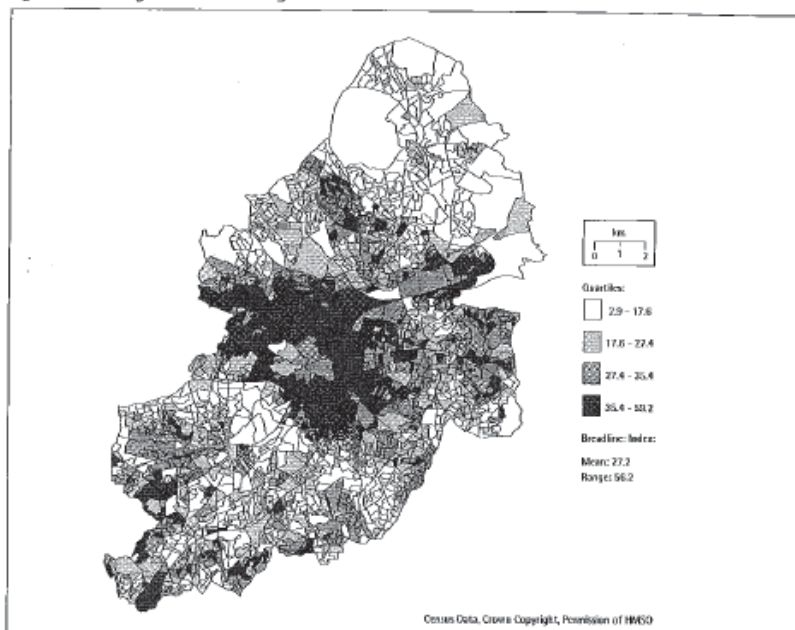 km
0 1 2
Quartiles:
2.9 - 17.6
17.6 - 27.4
27.4 - 35.4
35.4 - 59.2
Breadline Index:
Mean: 27.2
Range: 56.2
Census Data, Crown Copyright, Permission of HMSO